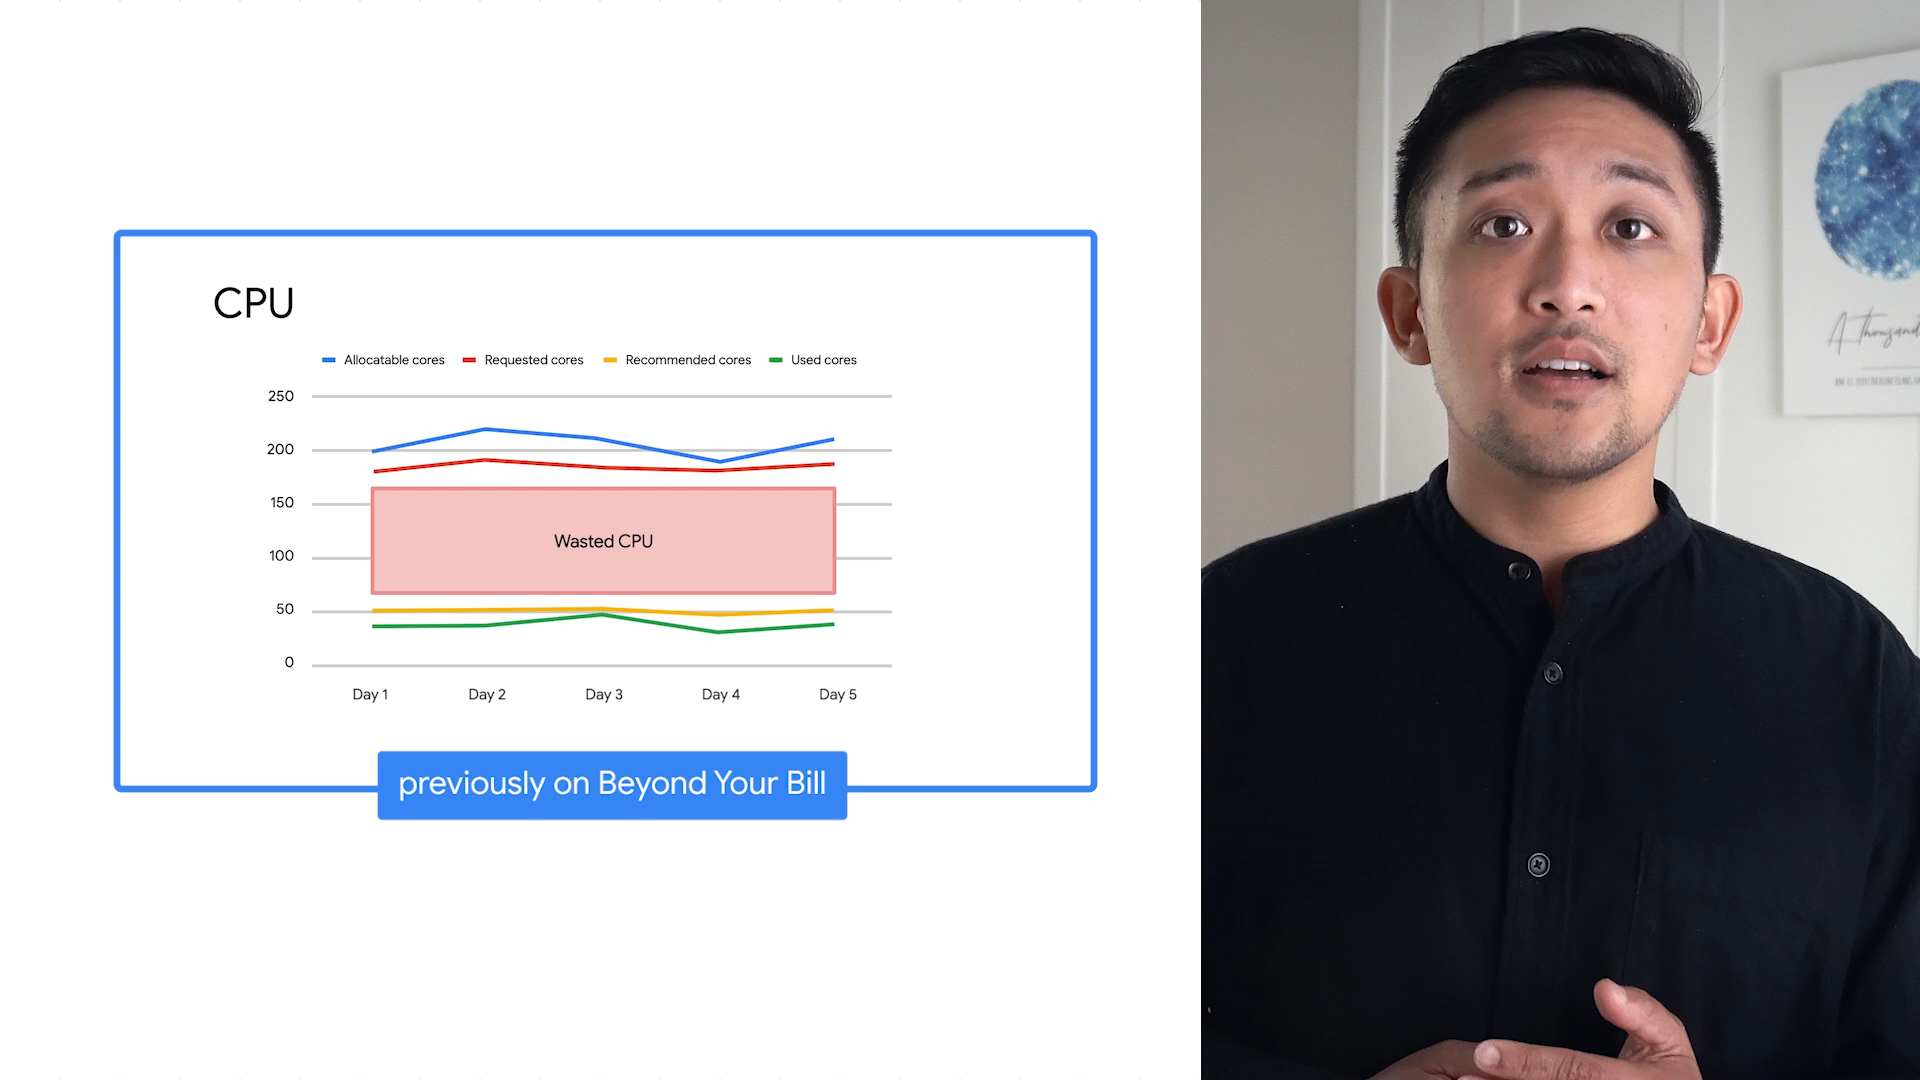 CPU
Allocatable cores Requested cores Recommended cores Used cores
250
200
150
Wasted CPU
100
50
0
Day 1 Day 2 Day 3 Day 4 Day 5
previously on Beyond Your Bill
A Thousand